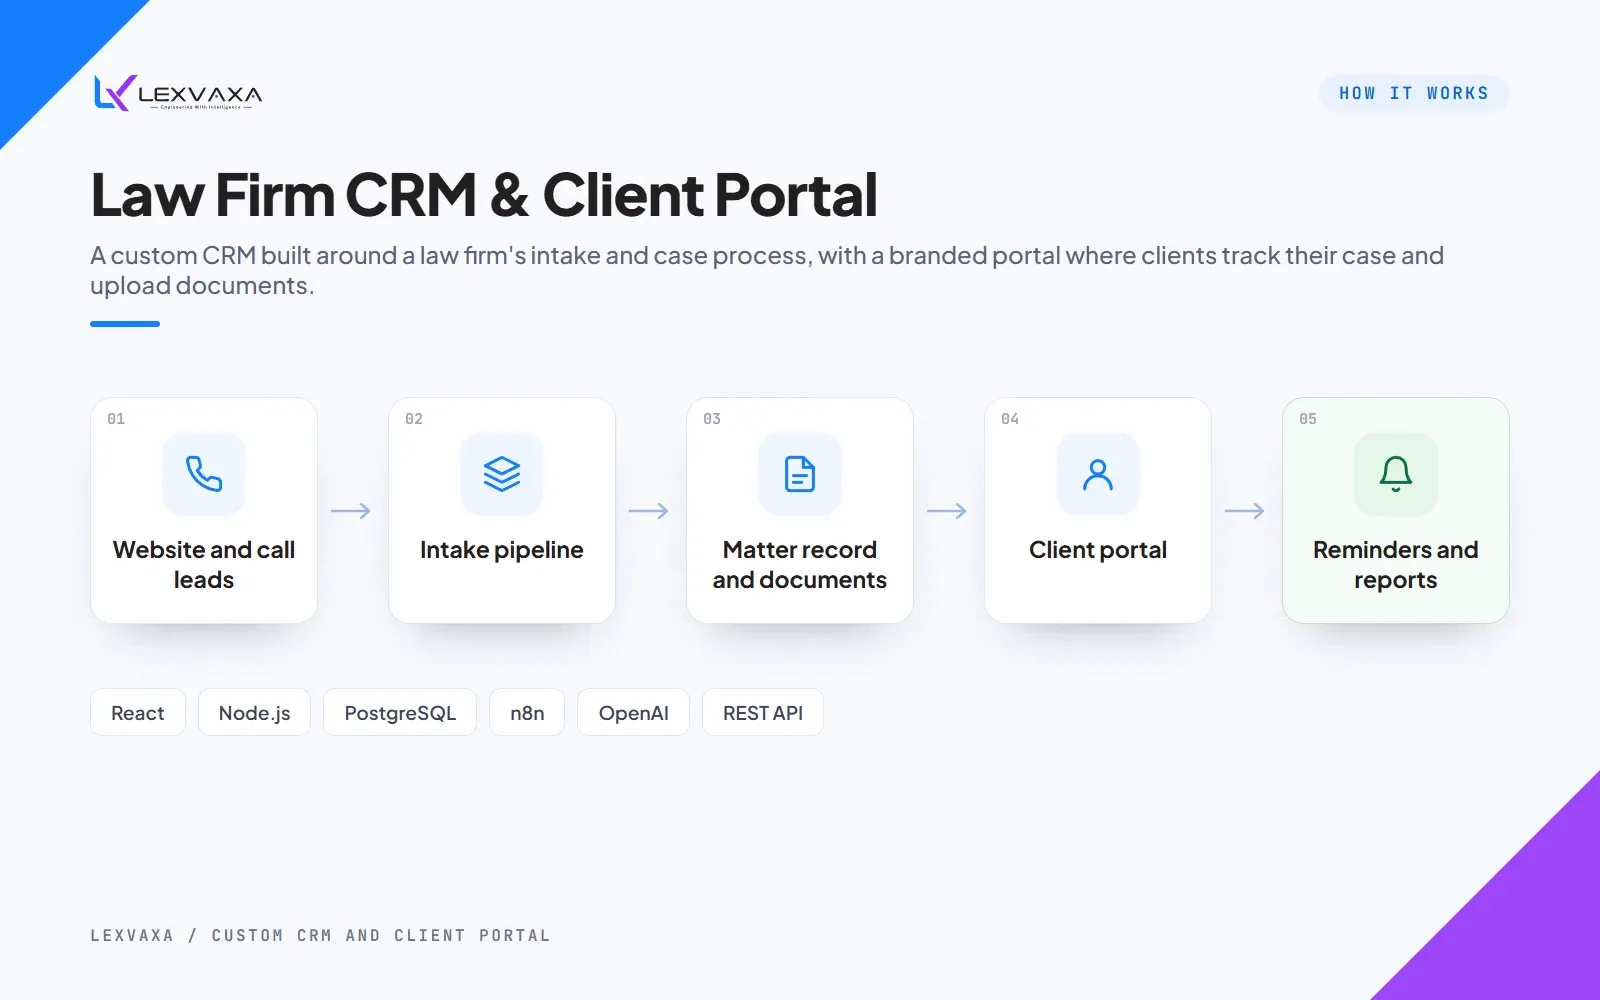 LEXVAXA
Engineering With Intelligence
HOW IT WORKS
Law Firm CRM & Client Portal
A custom CRM built around a law firm's intake and case process, with a branded portal where clients track their case and
upload documents.
01
Website and call
leads
02
Intake pipeline
03
Matter record
and documents
04
Client portal
05
Reminders and
reports
React
Node.js
PostgreSQL
n8n
OpenAI
REST API
LEXVAXA / CUSTOM CRM AND CLIENT PORTAL